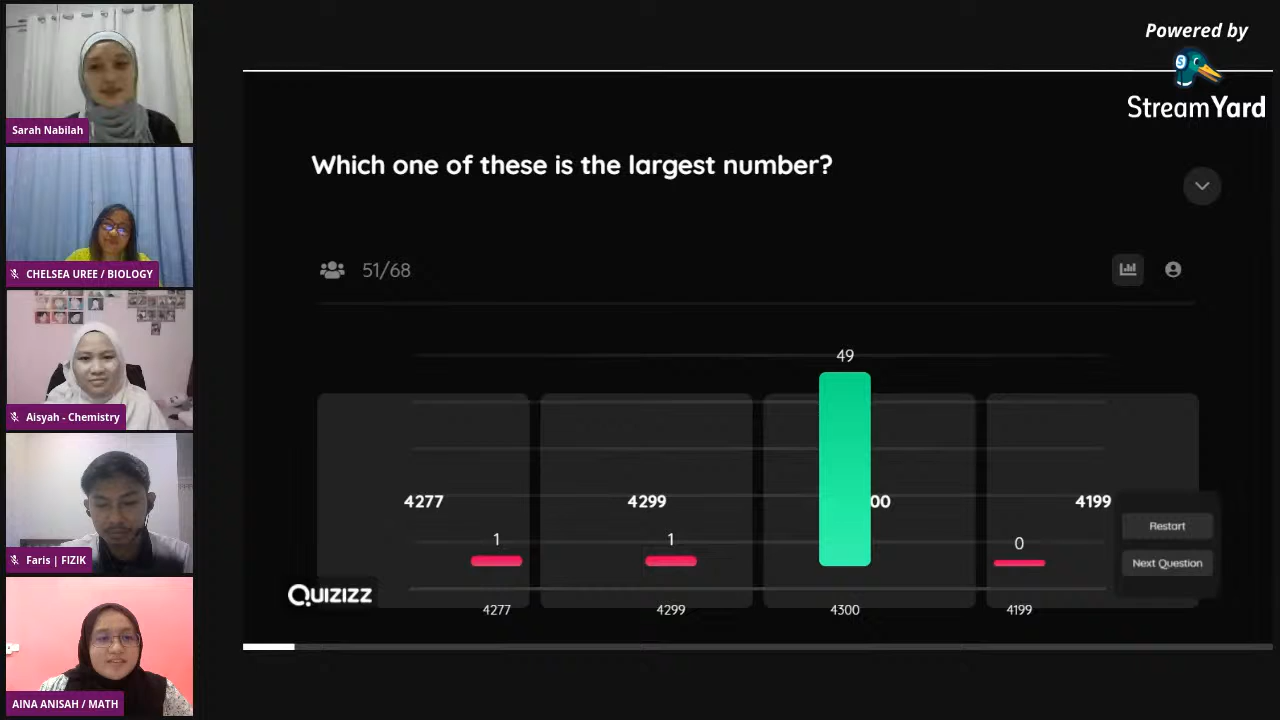 Sarah Nabilah
CHELSEA UREE / BIOLOGY
Aisyah - Chemistry
Faris | FIZIK
AINA ANISAH / MATH
Powered by
S
StreamYard
Which one of these is the largest number?
51/68
49
4277
4299
00
4199
1
1
0
Restart
Next Question
Quizizz
4277
4299
4300
4199